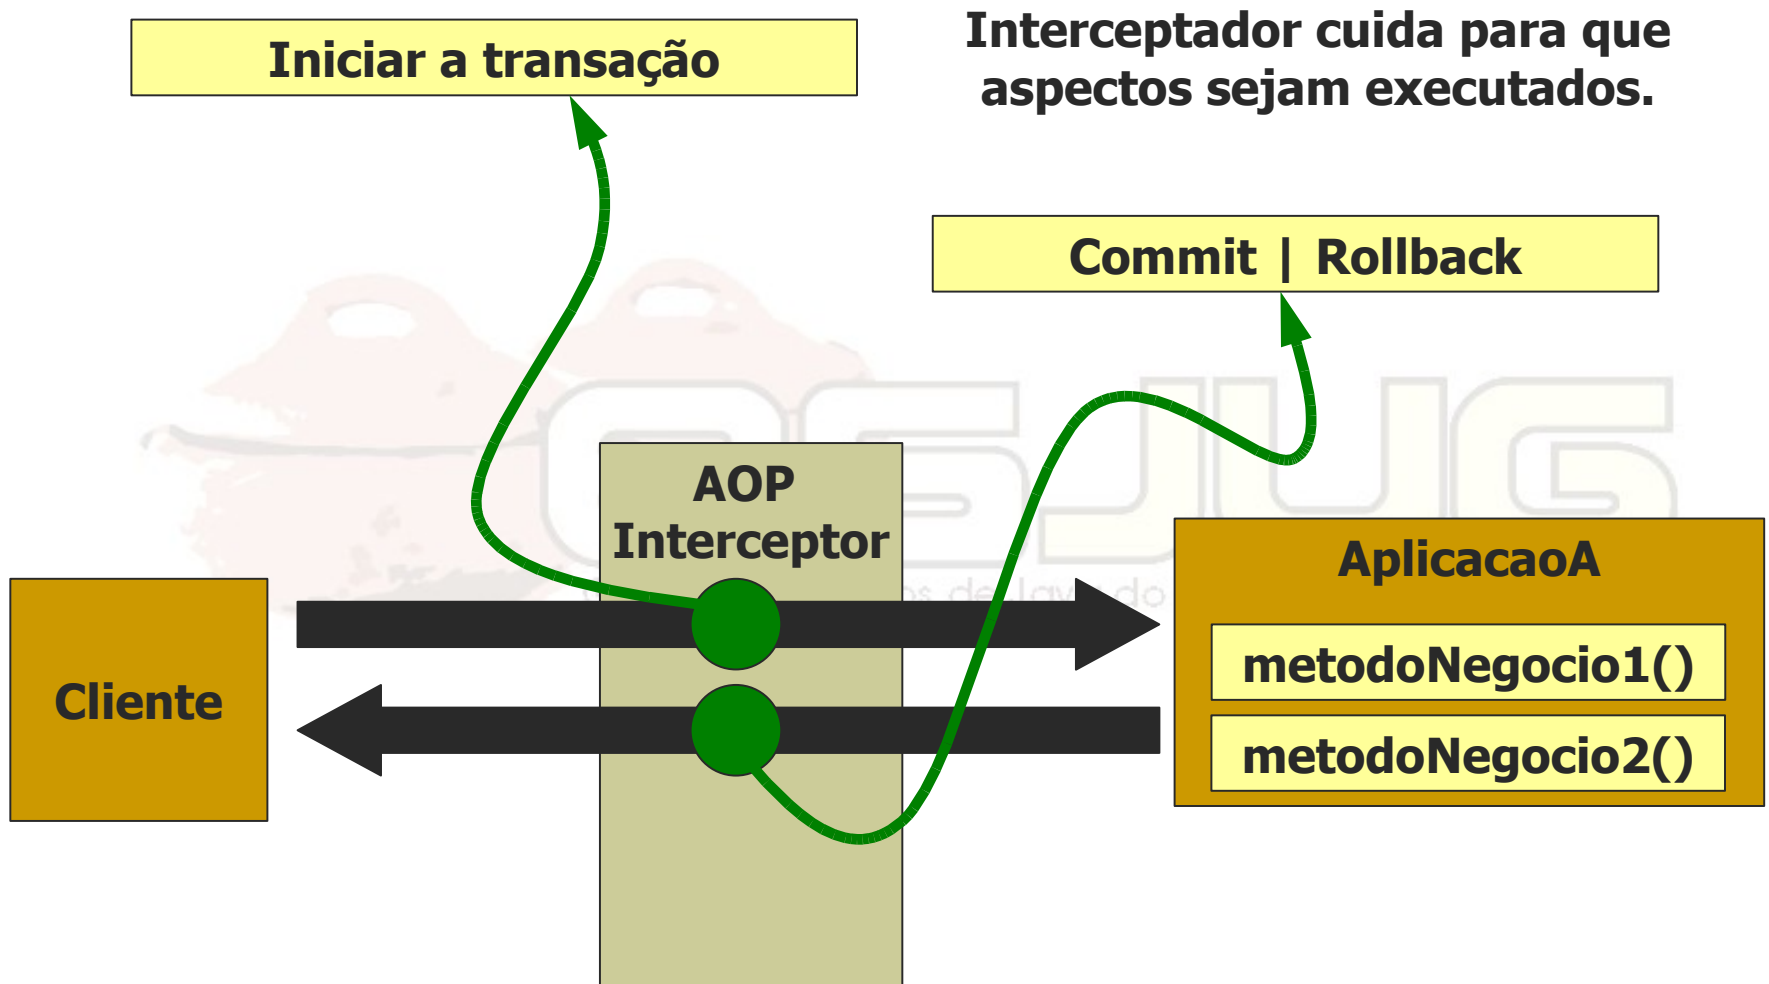 Interceptador cuida para que
aspectos sejam executados.
Iniciar a transação
Commit | Rollback
AOP
Interceptor
AplicacaoA
metodoNegocio1()
metodoNegocio2()
Cliente